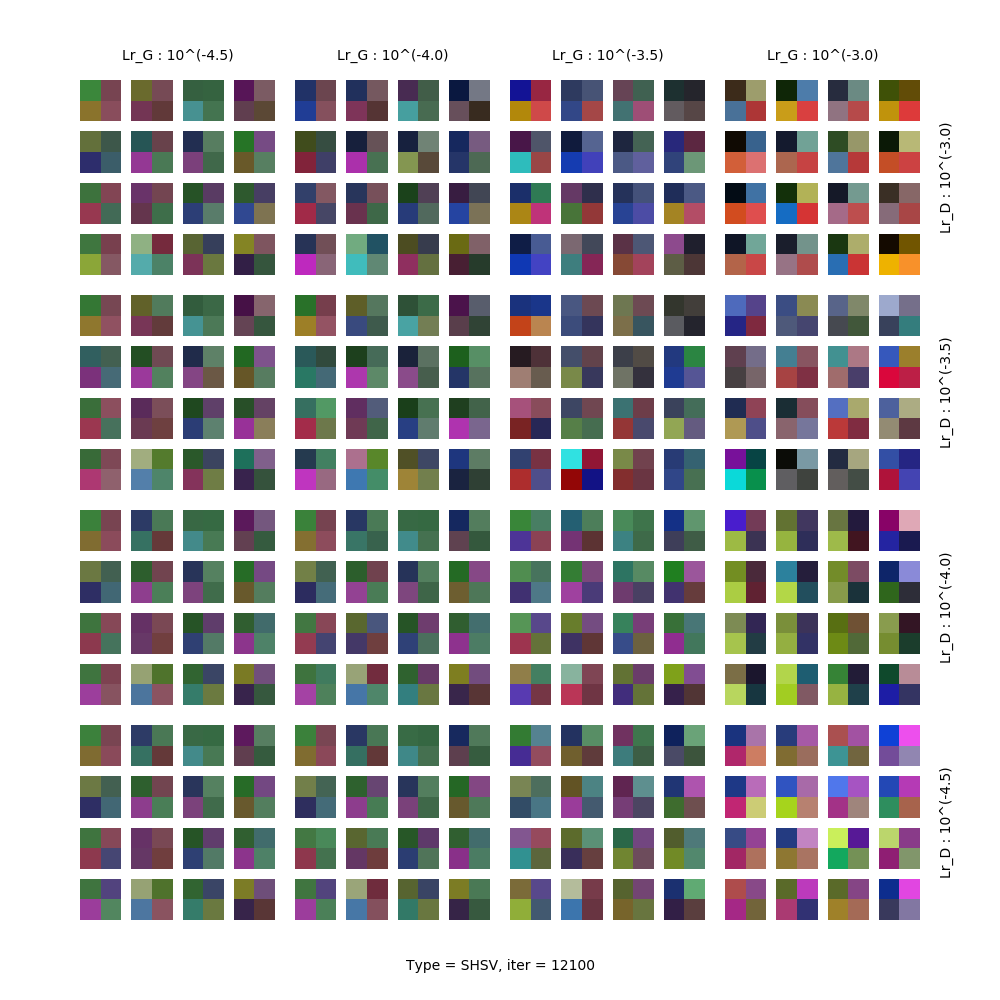 Lr_G : 10^(-4.5)
Lr_G : 10^(-4.0)
Lr_G : 10^(-3.5)
Lr_G : 10^(-3.0)
Lr_D : 10^(-3.0)
Lr_D : 10^(-3.5)
Lr_D : 10^(-4.0)
Lr_D : 10^(-4.5)
Type = SHSV, iter = 12100